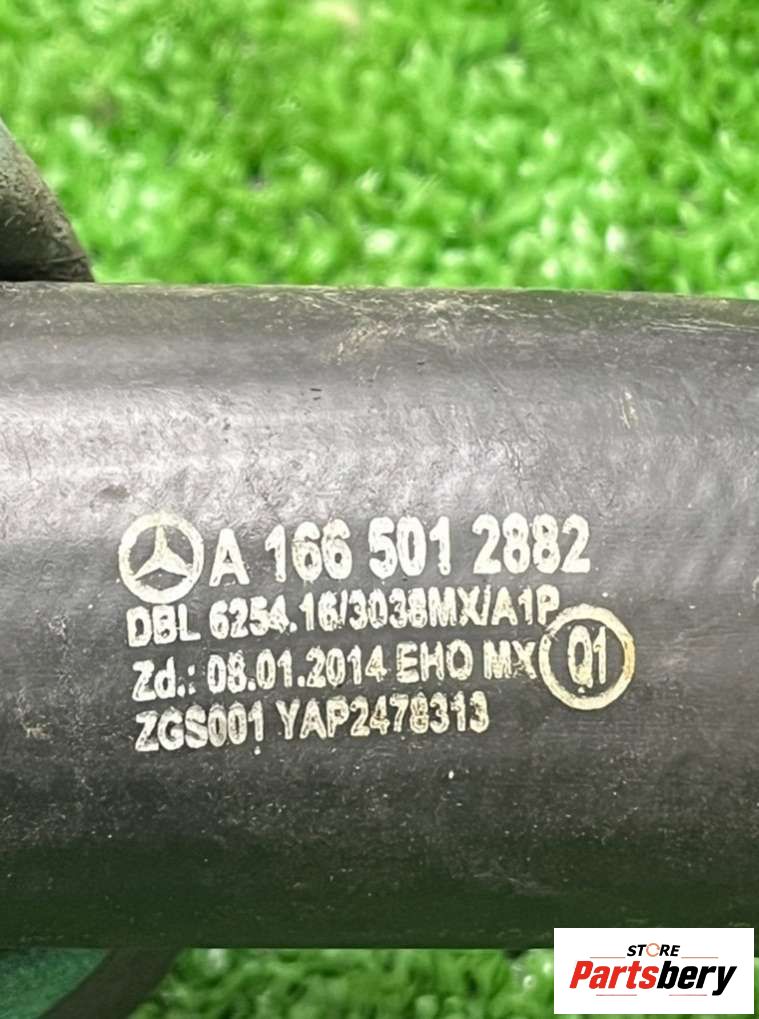 A 166 501 2882
DBL 6254.16/3038MX/A1P
Zd.: 08.01.2014 EHO MX Q1
ZGS001 YAP2478313
STORE
Partsbery